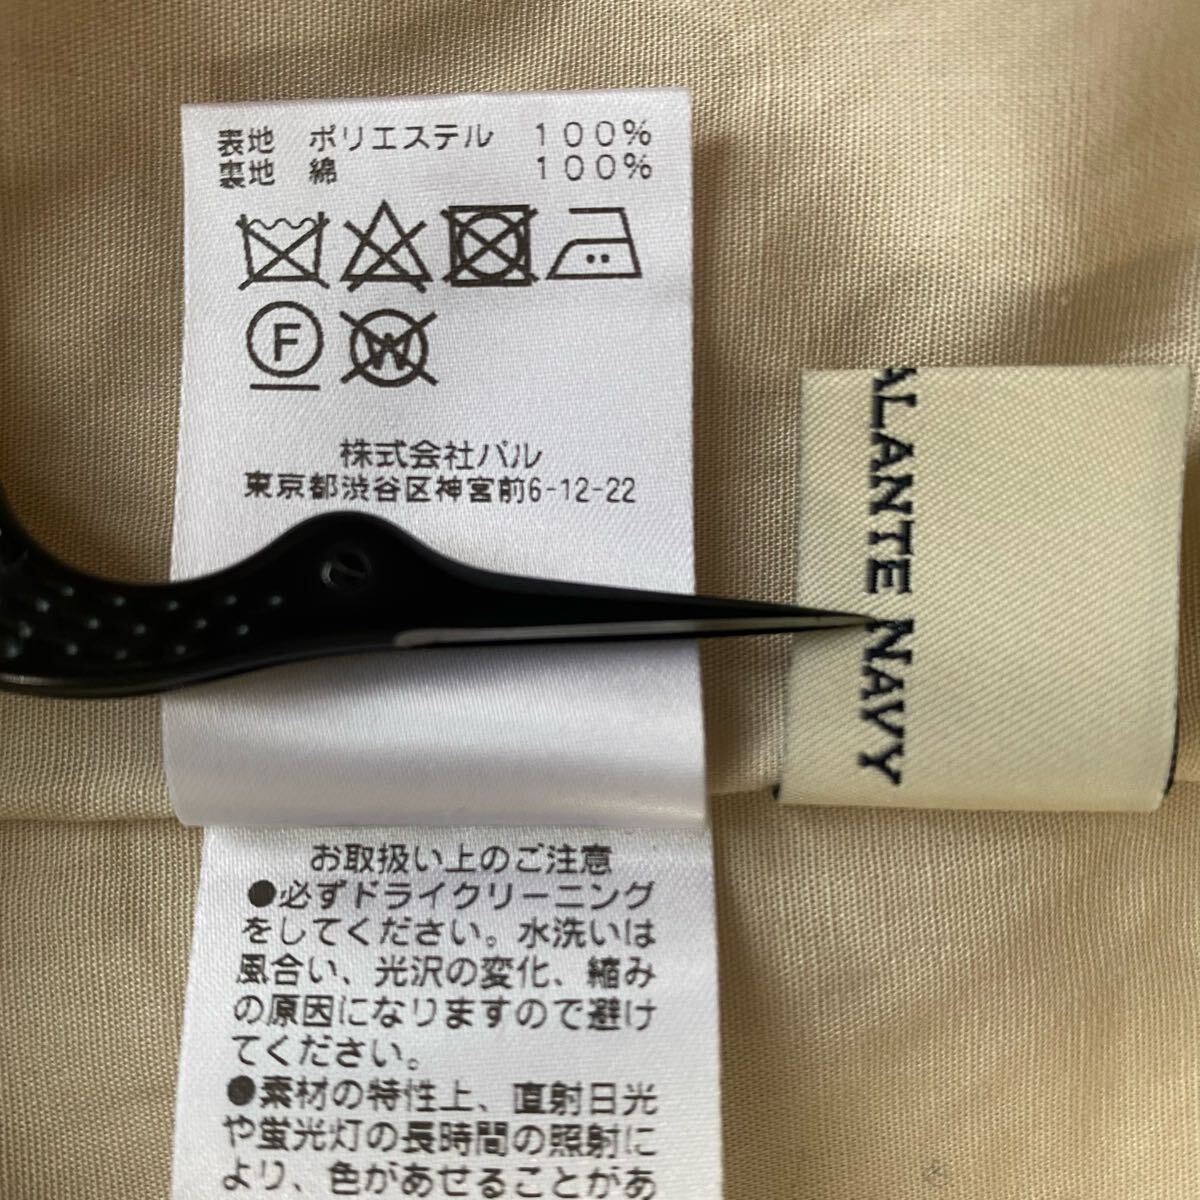 表地 ポリエステル 100%
裏地 綿 100%
F
W
株式会社パル
東京都渋谷区神宮前6-12-22
ALANTE NAVY
お取扱い上のご注意
●必ずドライクリーニング
をしてください。水洗いは
風合い、光沢の変化、縮み
の原因になりますので避け
てください。
●素材の特性上、直射日光
や蛍光灯の長時間の照射に
より、色があせることがあ